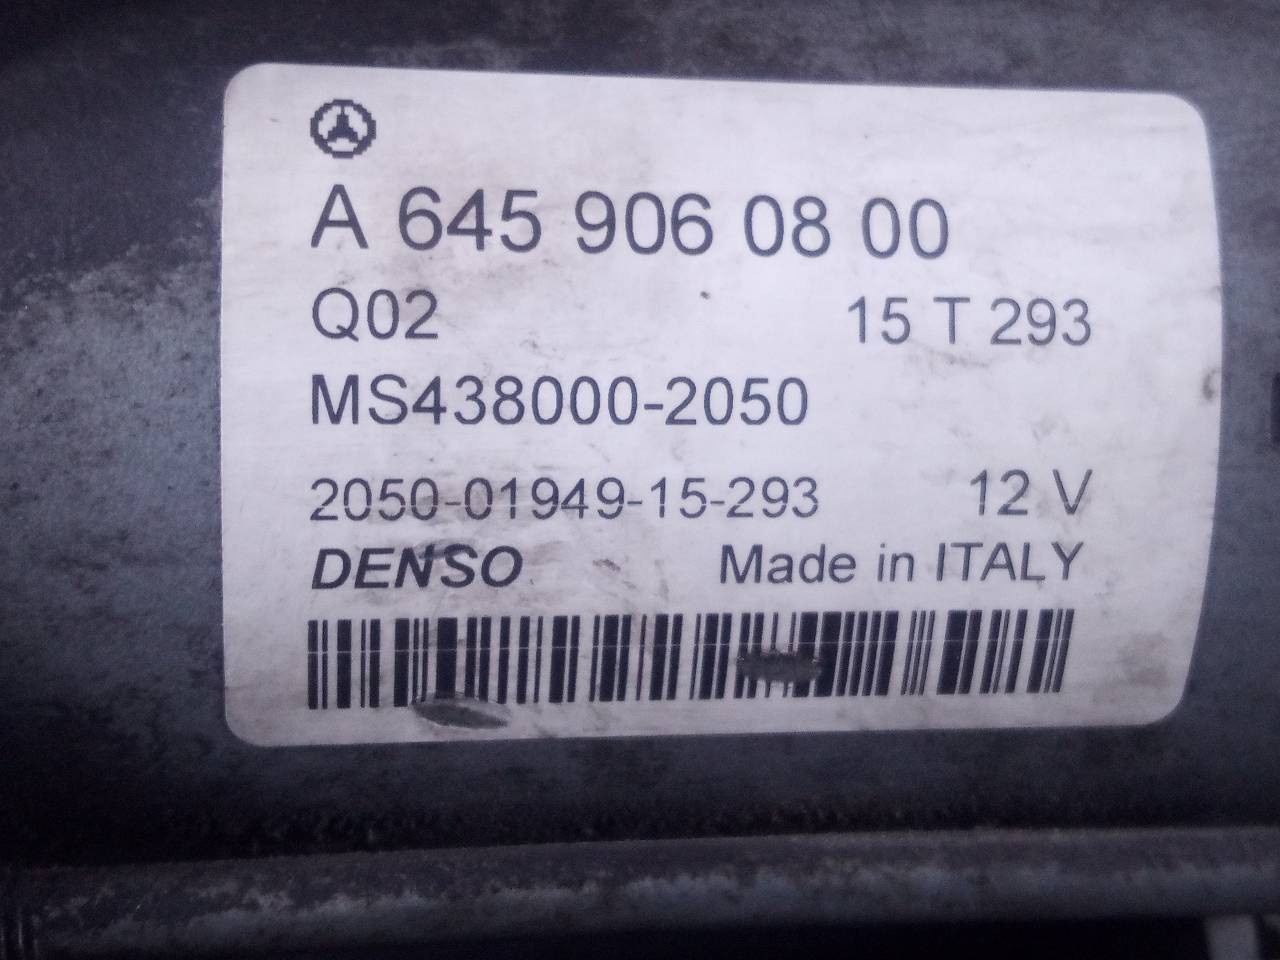 A 645 906 08 00
Q02 15 T 293
MS438000-2050
2050-01949-15-293 12 V
DENSO Made in ITALY